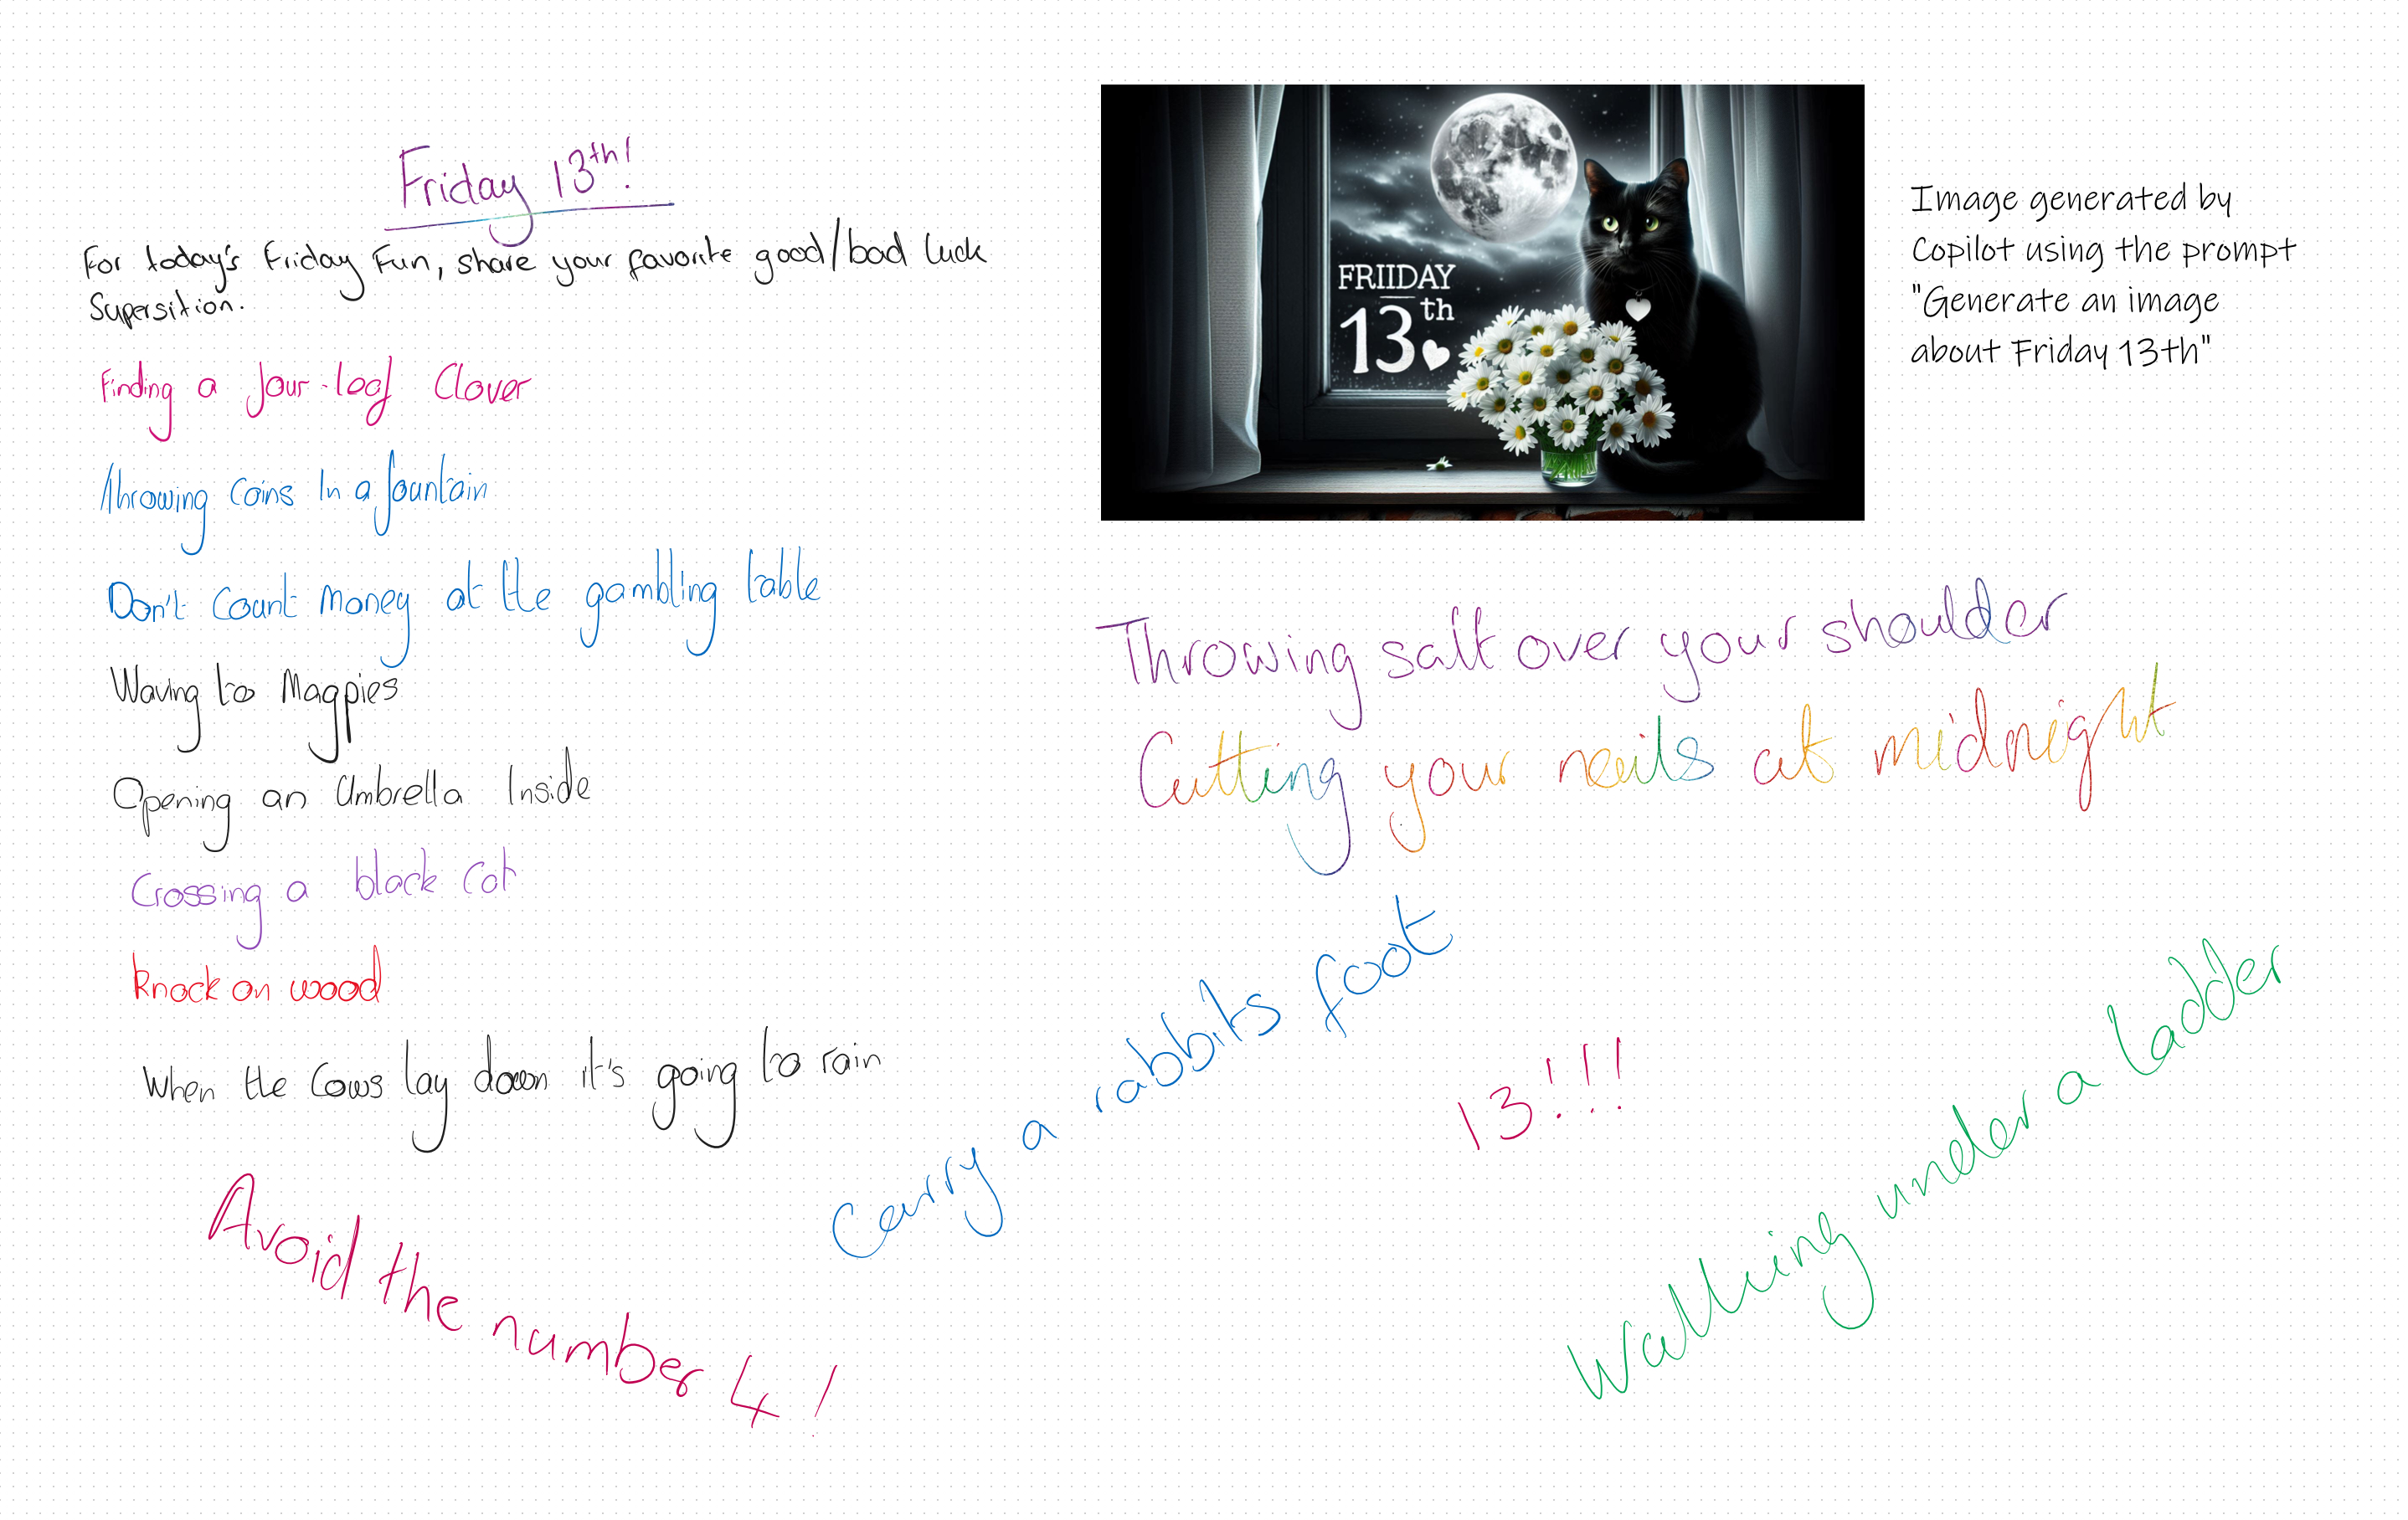 Friday 13th!
For today's Friday Fun, share your favorite good/bad luck
Supersition.
Finding a four-leaf Clover
Throwing Coins In a fountain
Don't Count Money at the gambling table
Waving to Magpies
Opening an Umbrella Inside
Crossing a black Cat
Knock on wood
When the Cows lay down it's going to rain
Avoid the number 4!
FRIIDAY
13th
Image generated by
Copilot using the prompt
"Generate an image
about Friday 13th"
Throwing salt over your shoulder
Cutting your nails at midnight
Carry a rabbits foot
13!!!
Walking under a ladder